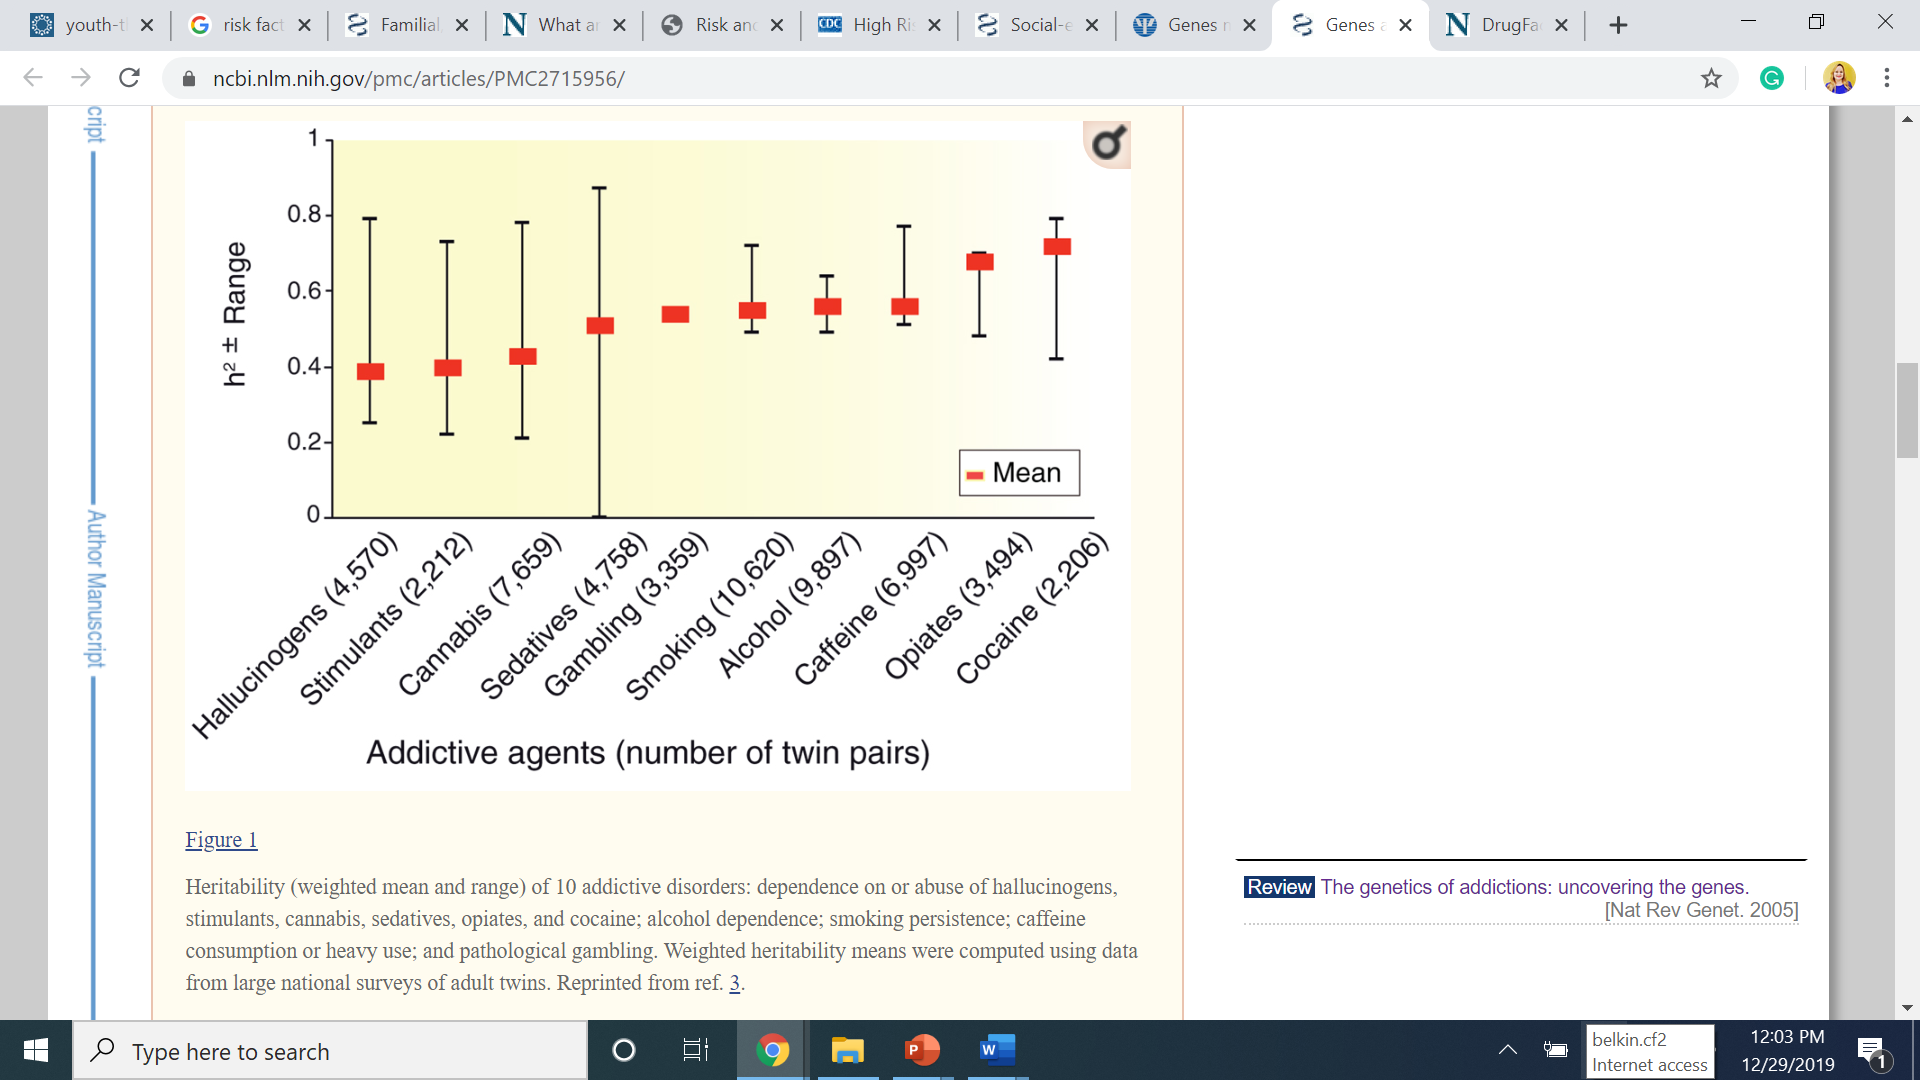 youth-t
risk fact
Familial
What ar
Risk and
High Ris
Social-e
Genes n
Genes a
DrugFa
ncbi.nlm.nih.gov/pmc/articles/PMC2715956/
cript
Author Manuscript
1
0.8
0.6
0.4
0.2
0
h² ± Range
Mean
Hallucinogens (4,570)
Stimulants (2,212)
Cannabis (7,659)
Sedatives (4,758)
Gambling (3,359)
Smoking (10,620)
Alcohol (9,897)
Caffeine (6,997)
Opiates (3,494)
Cocaine (2,206)
Addictive agents (number of twin pairs)
Figure 1
Heritability (weighted mean and range) of 10 addictive disorders: dependence on or abuse of hallucinogens,
stimulants, cannabis, sedatives, opiates, and cocaine; alcohol dependence; smoking persistence; caffeine
consumption or heavy use; and pathological gambling. Weighted heritability means were computed using data
from large national surveys of adult twins. Reprinted from ref. 3.
Review The genetics of addictions: uncovering the genes.
[Nat Rev Genet. 2005]
Type here to search
belkin.cf2
Internet access
12:03 PM
12/29/2019
1